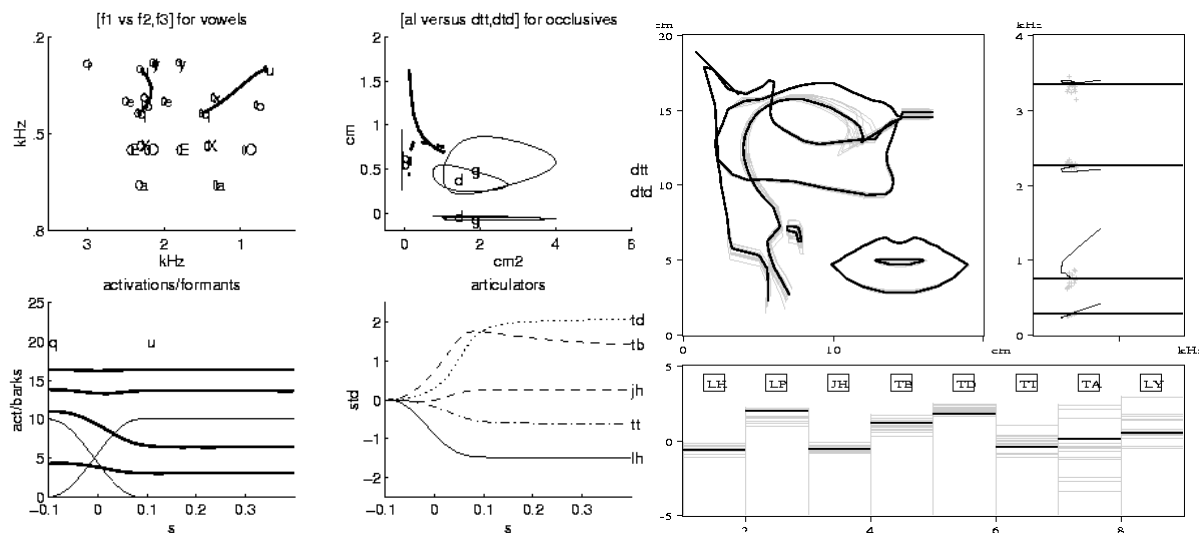 [f1 vs f2,f3] for vowels
.2
.5
.8
kHz
3 2 1
kHz
[al versus dtt,dtd] for occlusives
2
1.5
1
0.5
0
cm
d g
d g
0 2 4 6
cm2
dtt
dtd
cm
20
15
10
5
0
0 10 cm
kHz
4
3
2
1
0
kHz
activations/formants
25
20
15
10
5
0
act/barks
q u
-0.1 0 0.1 0.2 0.3
s
articulators
2
1
0
-1
-2
std
td
tb
jh
tt
lh
-0.1 0 0.1 0.2 0.3
s
5
0
-5
LH LP JH TB TD TT TA LY
2 4 6 8